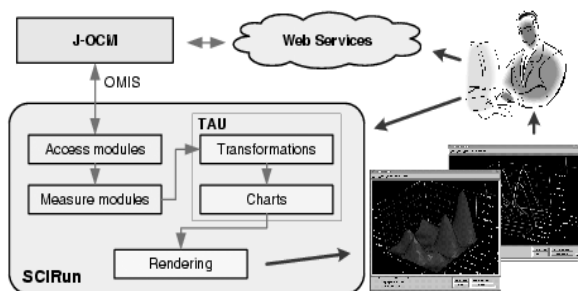 J-OCM
Web Services
OMIS
TAU
Access modules
Transformations
Measure modules
Charts
Rendering
SCIRun